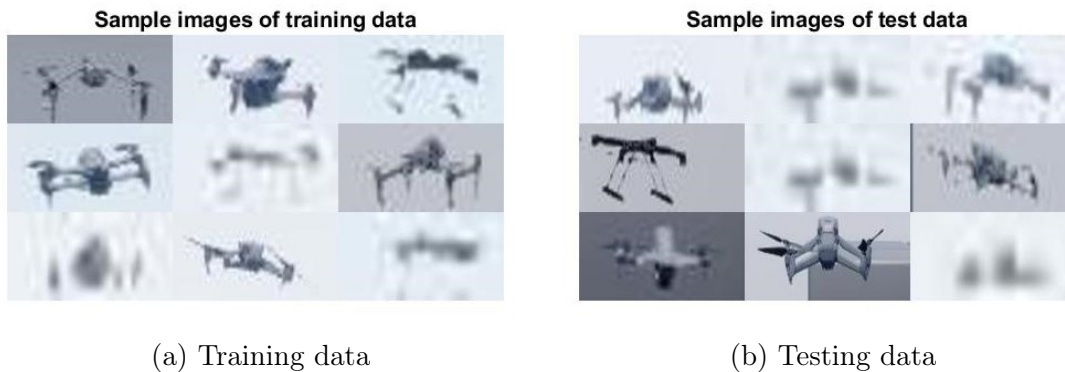 Sample images of training data
Sample images of test data
(a) Training data
(b) Testing data